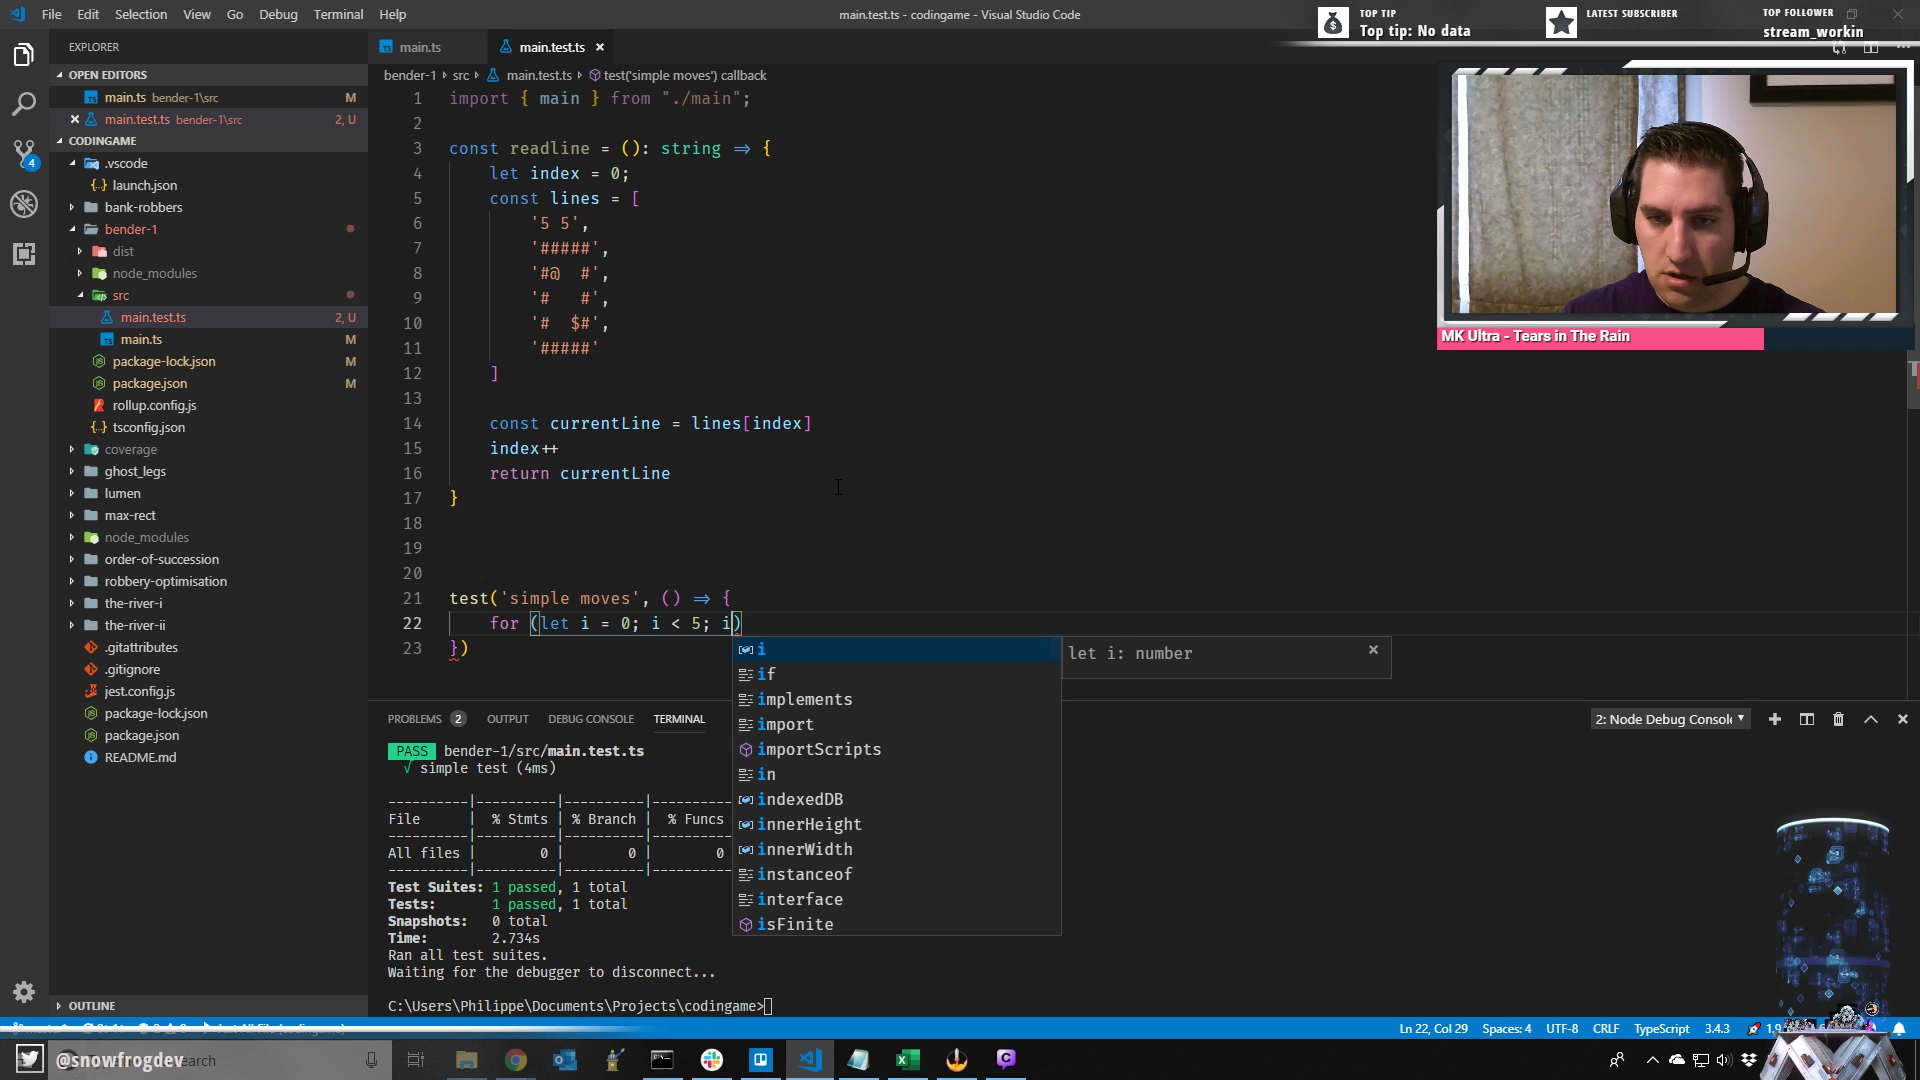 File Edit Selection View Go Debug Terminal Help
main.test.ts - codingame - Visual Studio Code
TOP TIP
Top tip: No data
LATEST SUBSCRIBER
TOP FOLLOWER
stream_workin
EXPLORER
OPEN EDITORS
main.ts bender-1\src M
main.test.ts bender-1\src 2, U
CODINGAME
.vscode
launch.json
bank-robbers
bender-1
dist
node_modules
src
main.test.ts 2, U
main.ts M
package-lock.json M
package.json M
rollup.config.js
tsconfig.json
coverage
ghost_legs
lumen
max-rect
node_modules
order-of-succession
robbery-optimisation
the-river-i
the-river-ii
.gitattributes
.gitignore
jest.config.js
package-lock.json
package.json
README.md
OUTLINE
4
main.ts
main.test.ts
bender-1 src main.test.ts test('simple moves') callback
1 import { main } from "./main";
2
3 const readline = (): string => {
4 let index = 0;
5 const lines = [
6 '5 5',
7 '#####',
8 '#@  #',
9 '#   #',
10 '#  $#',
11 '#####'
12 ]
13
14 const currentLine = lines[index]
15 index++
16 return currentLine
17 }
18
19
20
21 test('simple moves', () => {
22 for (let i = 0; i < 5; i)
23 })
i
if
implements
import
importScripts
in
indexedDB
innerHeight
innerWidth
instanceof
interface
isFinite
let i: number
MK Ultra - Tears in The Rain
PROBLEMS 2 OUTPUT DEBUG CONSOLE TERMINAL
2: Node Debug Console
PASS bender-1/src/main.test.ts
√ simple test (4ms)
----------|----------|----------|----------
File | % Stmts | % Branch | % Funcs
----------|----------|----------|----------
All files | 0 | 0 | 0
----------|----------|----------|----------
Test Suites: 1 passed, 1 total
Tests: 1 passed, 1 total
Snapshots: 0 total
Time: 2.734s
Ran all test suites.
Waiting for the debugger to disconnect...
C:\Users\Philippe\Documents\Projects\codingame>
Ln 22, Col 29 Spaces: 4 UTF-8 CRLF TypeScript 3.4.3
@snowfrogdev